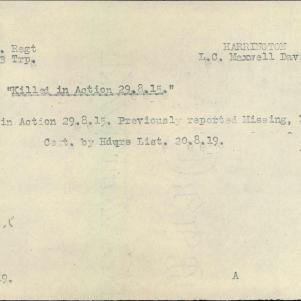 . Regt HARRINGTON
B Trp. L.C. Maxwell Dav
"Killed in Action 29.8.15."
in Action 29.8.15. Previously reported Missing,
Cert. by Hdqrs List. 20.8.19.
9. A